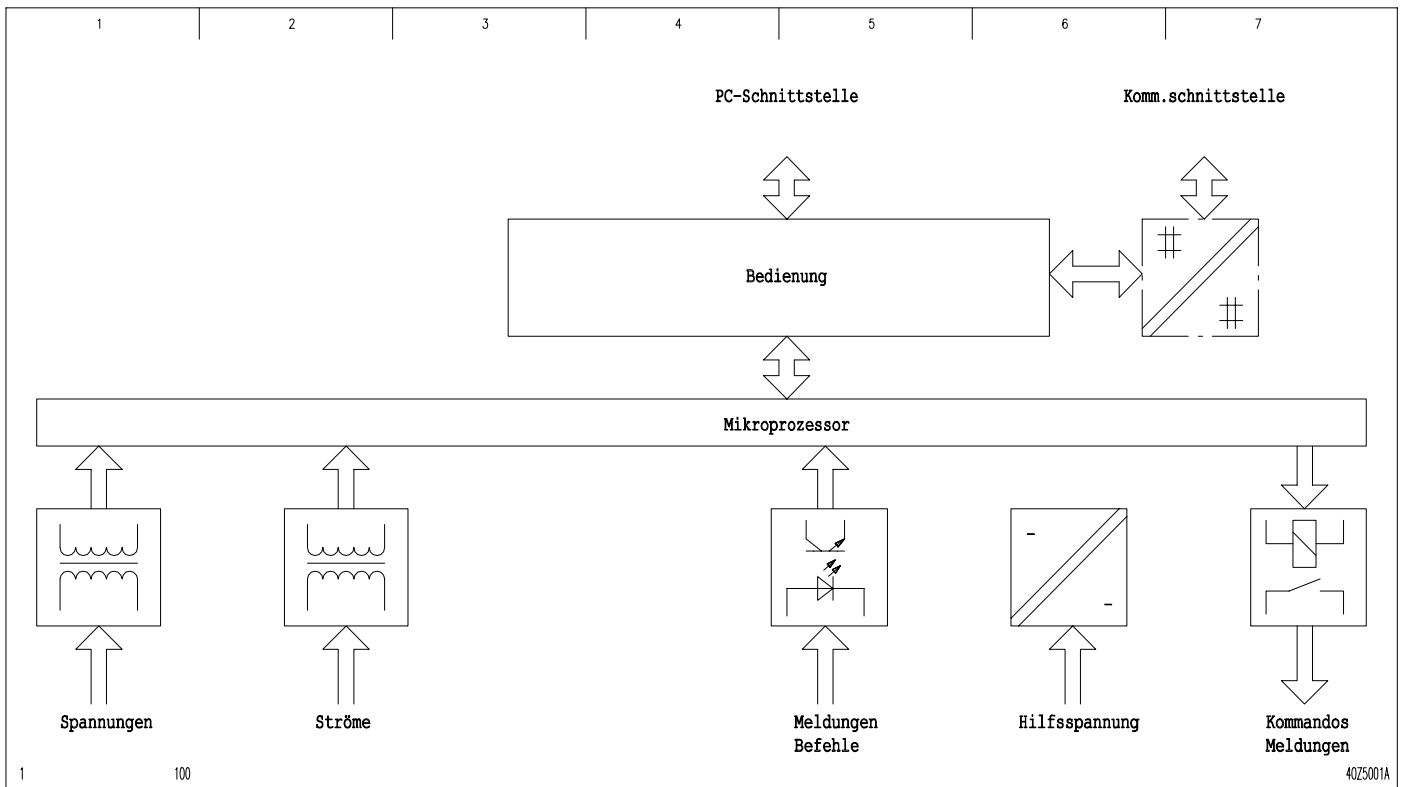 1 2 3 4 5 6 7
PC-Schnittstelle Komm.schnittstelle
Bedienung
Mikroprozessor
Spannungen Ströme Meldungen Hilfsspannung Kommandos
Befehle Meldungen
1 100 40Z5001A